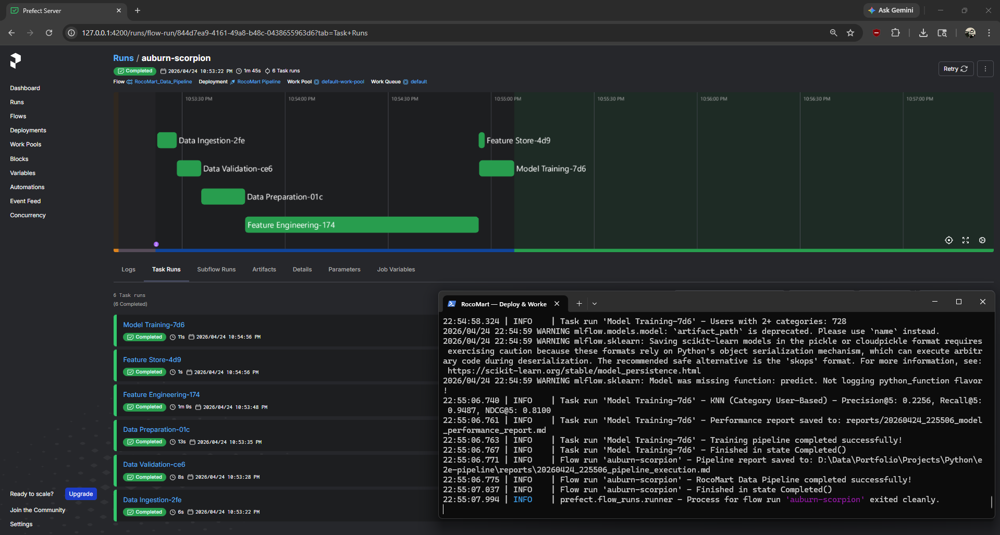 Prefect Server
Ask Gemini
127.0.0.1:4200/runs/flow-run/844d7ea9-4161-49a8-b48c-0438655963d6?tab=Task+Runs
Runs / auburn-scorpion
Completed 2026/04/24 10:53:22 PM 1m 45s 6 Task runs
Retry
Flow RocoMart_Data_Pipeline Deployment RocoMart Pipeline Work Pool default-work-pool Work Queue default
Dashboard
Runs
Flows
Deployments
Work Pools
Blocks
Variables
Automations
Event Feed
Concurrency
10:53:30 PM 10:54:00 PM 10:54:30 PM 10:55:00 PM 10:55:30 PM 10:56:00 PM 10:56:30 PM 10:57:00 PM
Data Ingestion-2fe
Feature Store-4d9
Data Validation-ce6
Model Training-7d6
Data Preparation-01c
Feature Engineering-174
2
Logs Task Runs Subflow Runs Artifacts Details Parameters Job Variables
6 Task runs
(6 Completed)
Model Training-7d6
Completed 11s 2026/04/24 10:54:56 PM
Feature Store-4d9
Completed 1s 2026/04/24 10:54:56 PM
Feature Engineering-174
Completed 1m 9s 2026/04/24 10:53:48 PM
Data Preparation-01c
Completed 13s 2026/04/24 10:53:35 PM
Data Validation-ce6
Completed 8s 2026/04/24 10:53:28 PM
Data Ingestion-2fe
Completed 6s 2026/04/24 10:53:22 PM
Ready to scale? Upgrade
Join the Community
Settings
RocoMart — Deploy & Worke
22:54:58.324 | INFO    | Task run 'Model Training-7d6' - Users with 2+ categories: 728
2026/04/24 22:54:59 WARNING mlflow.models.model: `artifact_path` is deprecated. Please use `name` instead.
2026/04/24 22:54:59 WARNING mlflow.sklearn: Saving scikit-learn models in the pickle or cloudpickle format requires
exercising caution because these formats rely on Python's object serialization mechanism, which can execute arbitr
ary code during deserialization. The recommended safe alternative is the 'skops' format. For more information, see:
https://scikit-learn.org/stable/model_persistence.html
2026/04/24 22:54:59 WARNING mlflow.sklearn: Model was missing function: predict. Not logging python_function flavor
!
22:55:06.740 | INFO    | Task run 'Model Training-7d6' - KNN (Category User-Based) - Precision@5: 0.2256, Recall@5:
0.9487, NDCG@5: 0.8100
22:55:06.761 | INFO    | Task run 'Model Training-7d6' - Performance report saved to: reports/20260424_225506_model
_performance_report.md
22:55:06.763 | INFO    | Task run 'Model Training-7d6' - Training pipeline completed successfully!
22:55:06.767 | INFO    | Task run 'Model Training-7d6' - Finished in state Completed()
22:55:06.771 | INFO    | Flow run 'auburn-scorpion' - Pipeline report saved to: D:\Data\Portfolio\Projects\Python\e
2e-pipeline\reports\20260424_225506_pipeline_execution.md
22:55:06.775 | INFO    | Flow run 'auburn-scorpion' - RocoMart Data Pipeline completed successfully!
22:55:07.037 | INFO    | Flow run 'auburn-scorpion' - Finished in state Completed()
22:55:07.994 | INFO    | prefect.flow_runs.runner - Process for flow run 'auburn-scorpion' exited cleanly.